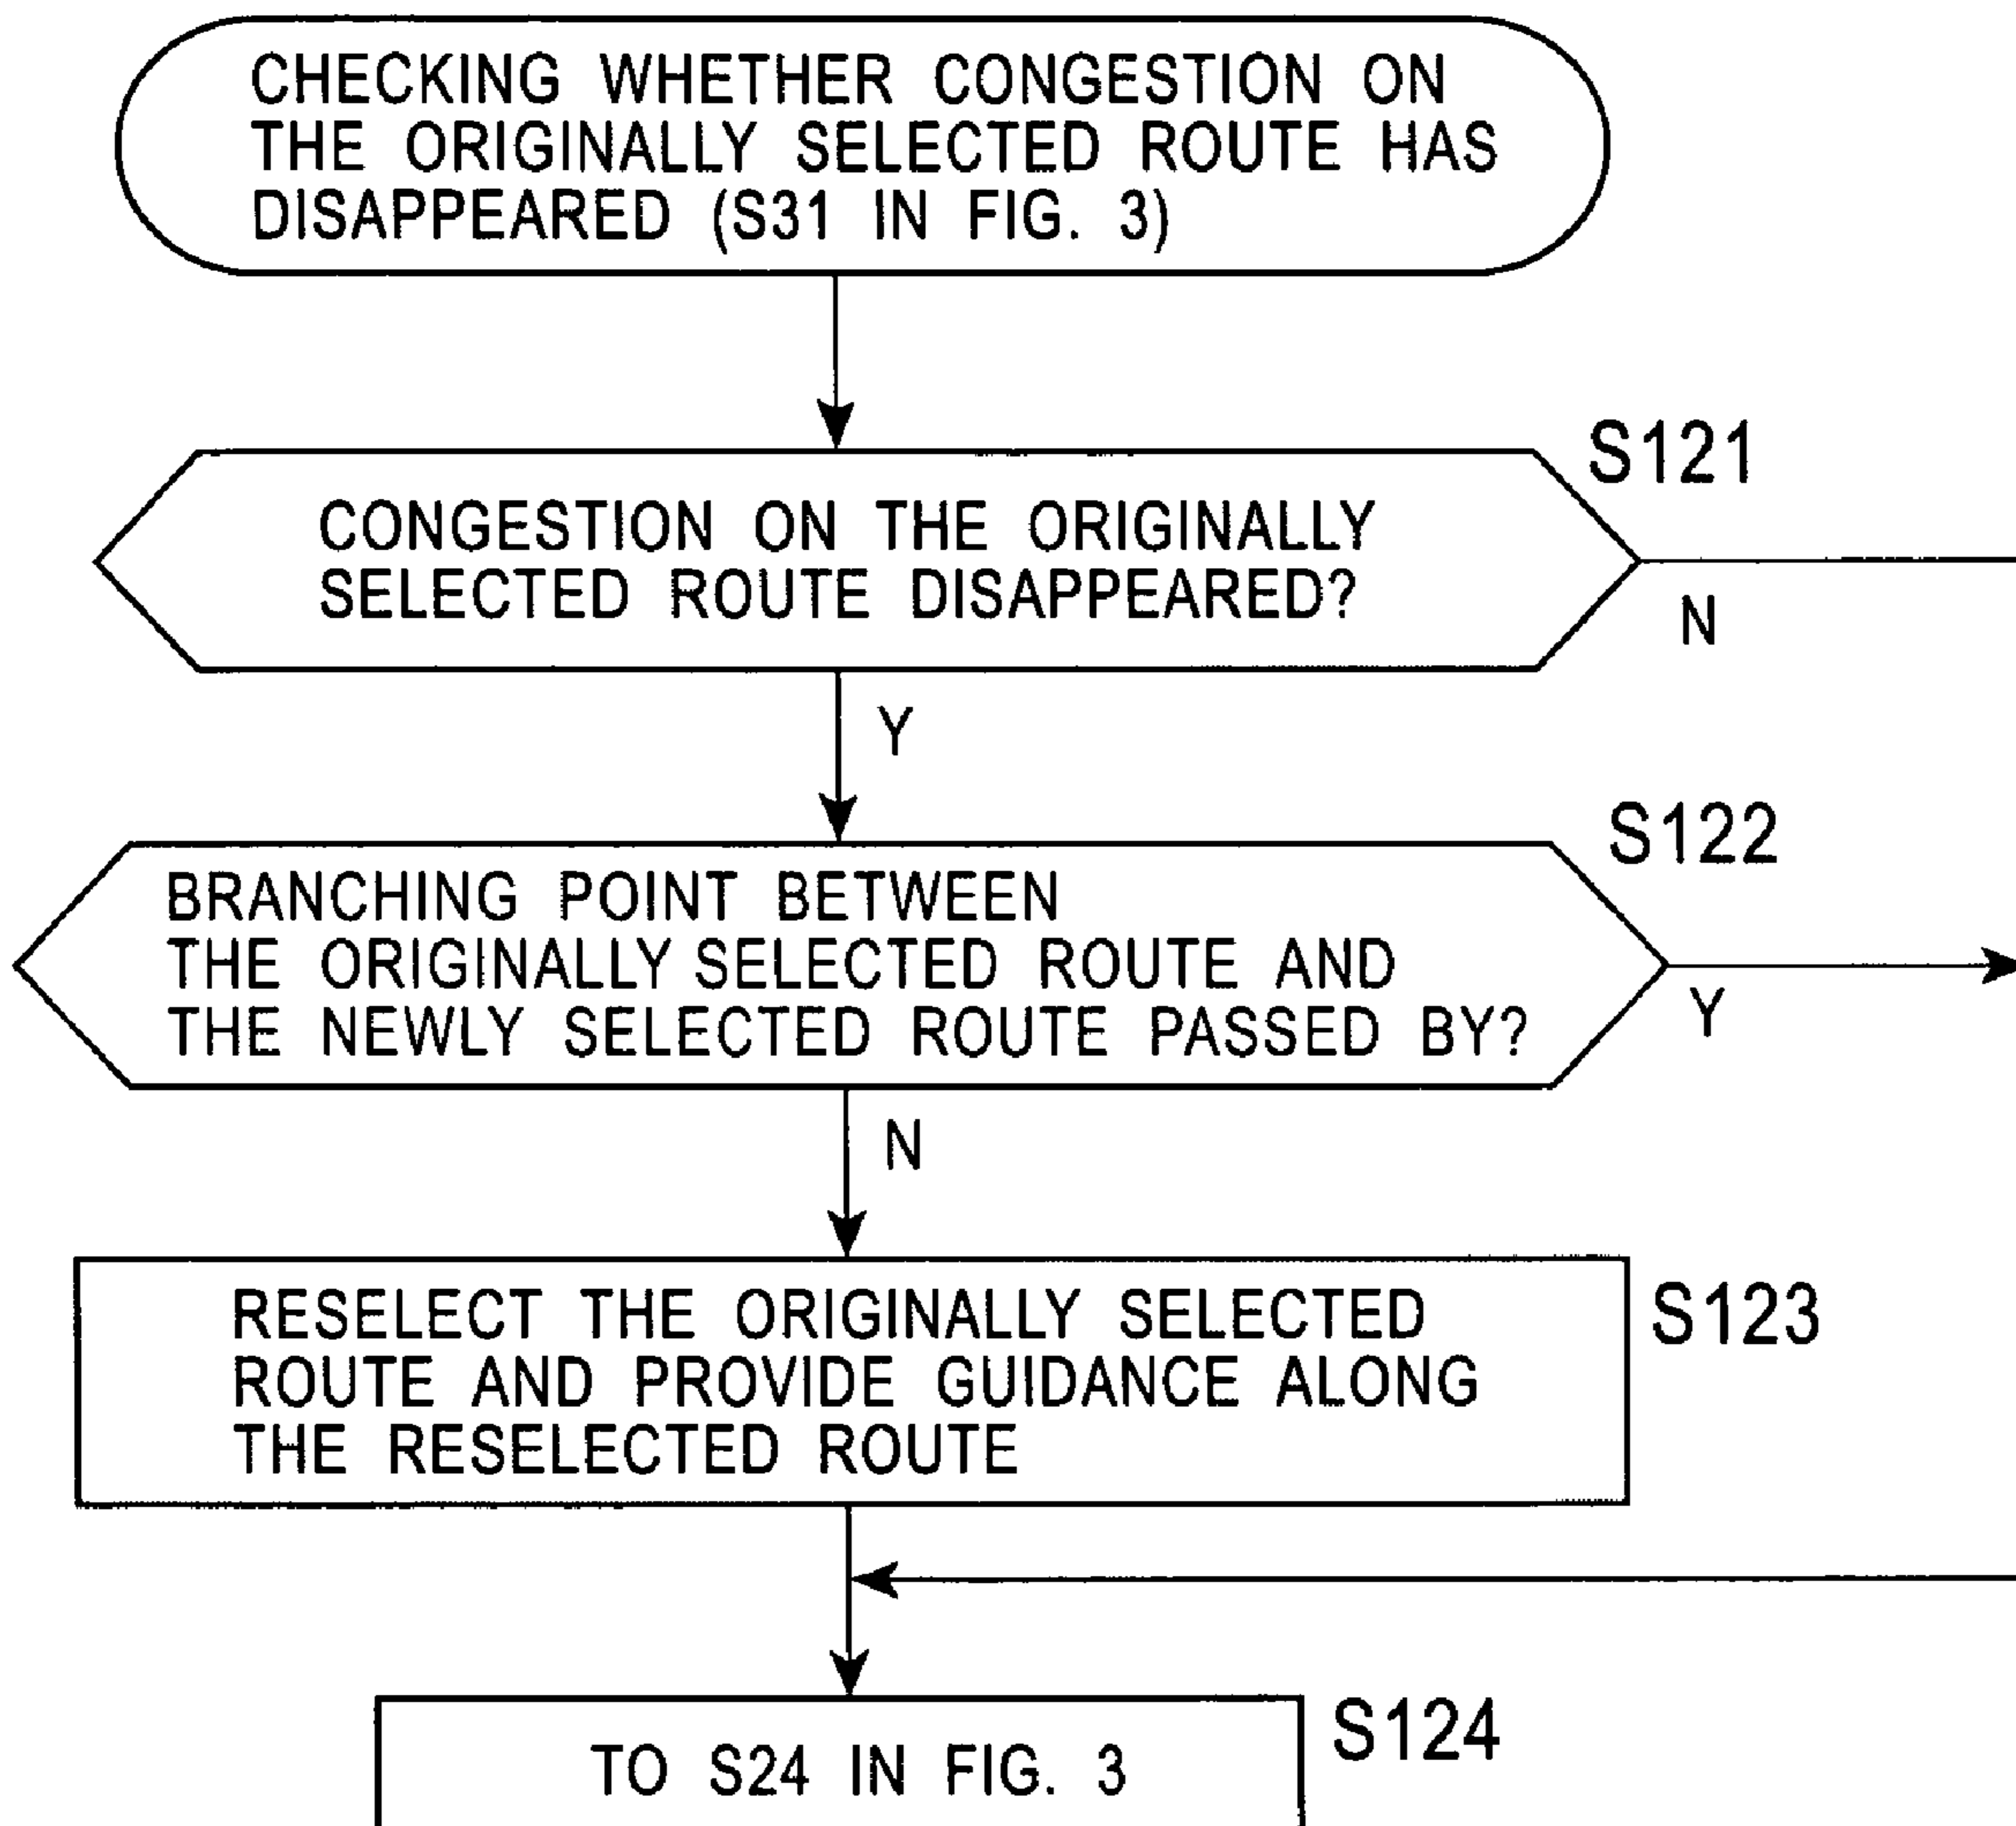 CHECKING WHETHER CONGESTION ON
THE ORIGINALLY SELECTED ROUTE HAS
DISAPPEARED (S31 IN FIG. 3)
S121
CONGESTION ON THE ORIGINALLY
SELECTED ROUTE DISAPPEARED?
N
Y
S122
BRANCHING POINT BETWEEN
THE ORIGINALLY SELECTED ROUTE AND
THE NEWLY SELECTED ROUTE PASSED BY?
Y
N
RESELECT THE ORIGINALLY SELECTED
ROUTE AND PROVIDE GUIDANCE ALONG
THE RESELECTED ROUTE
S123
S124
TO S24 IN FIG. 3